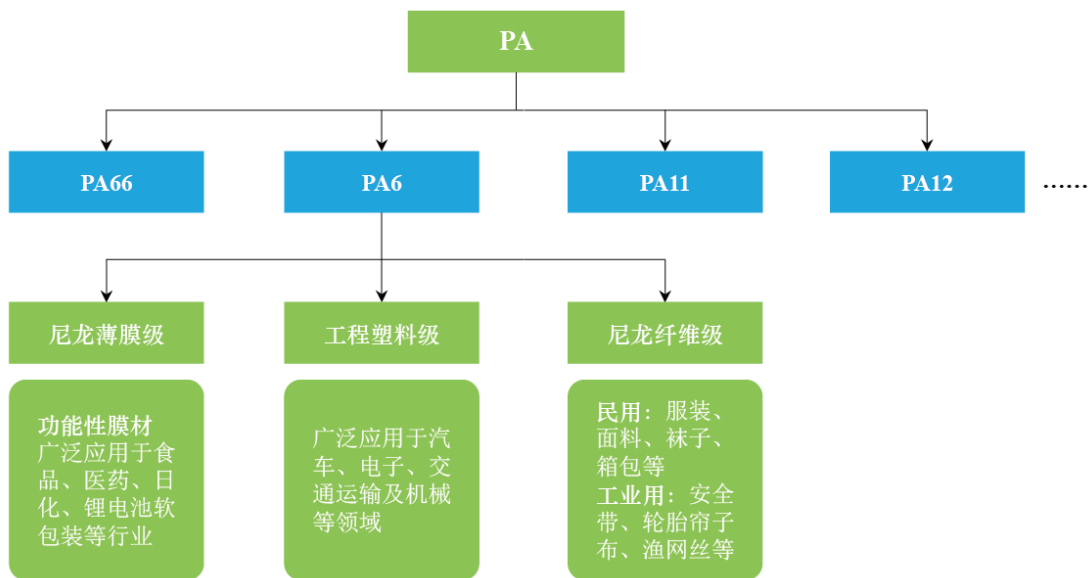 PA
PA66
PA6
PA11
PA12
......
尼龙薄膜级
工程塑料级
尼龙纤维级
功能性膜材
广泛应用于食
品、医药、日
化、锂电池软
包装等行业
广泛应用于汽
车、电子、交
通运输及机械
等领域
民用：服装、
面料、袜子、
箱包等
工业用：安全
带、轮胎帘子
布、渔网丝等